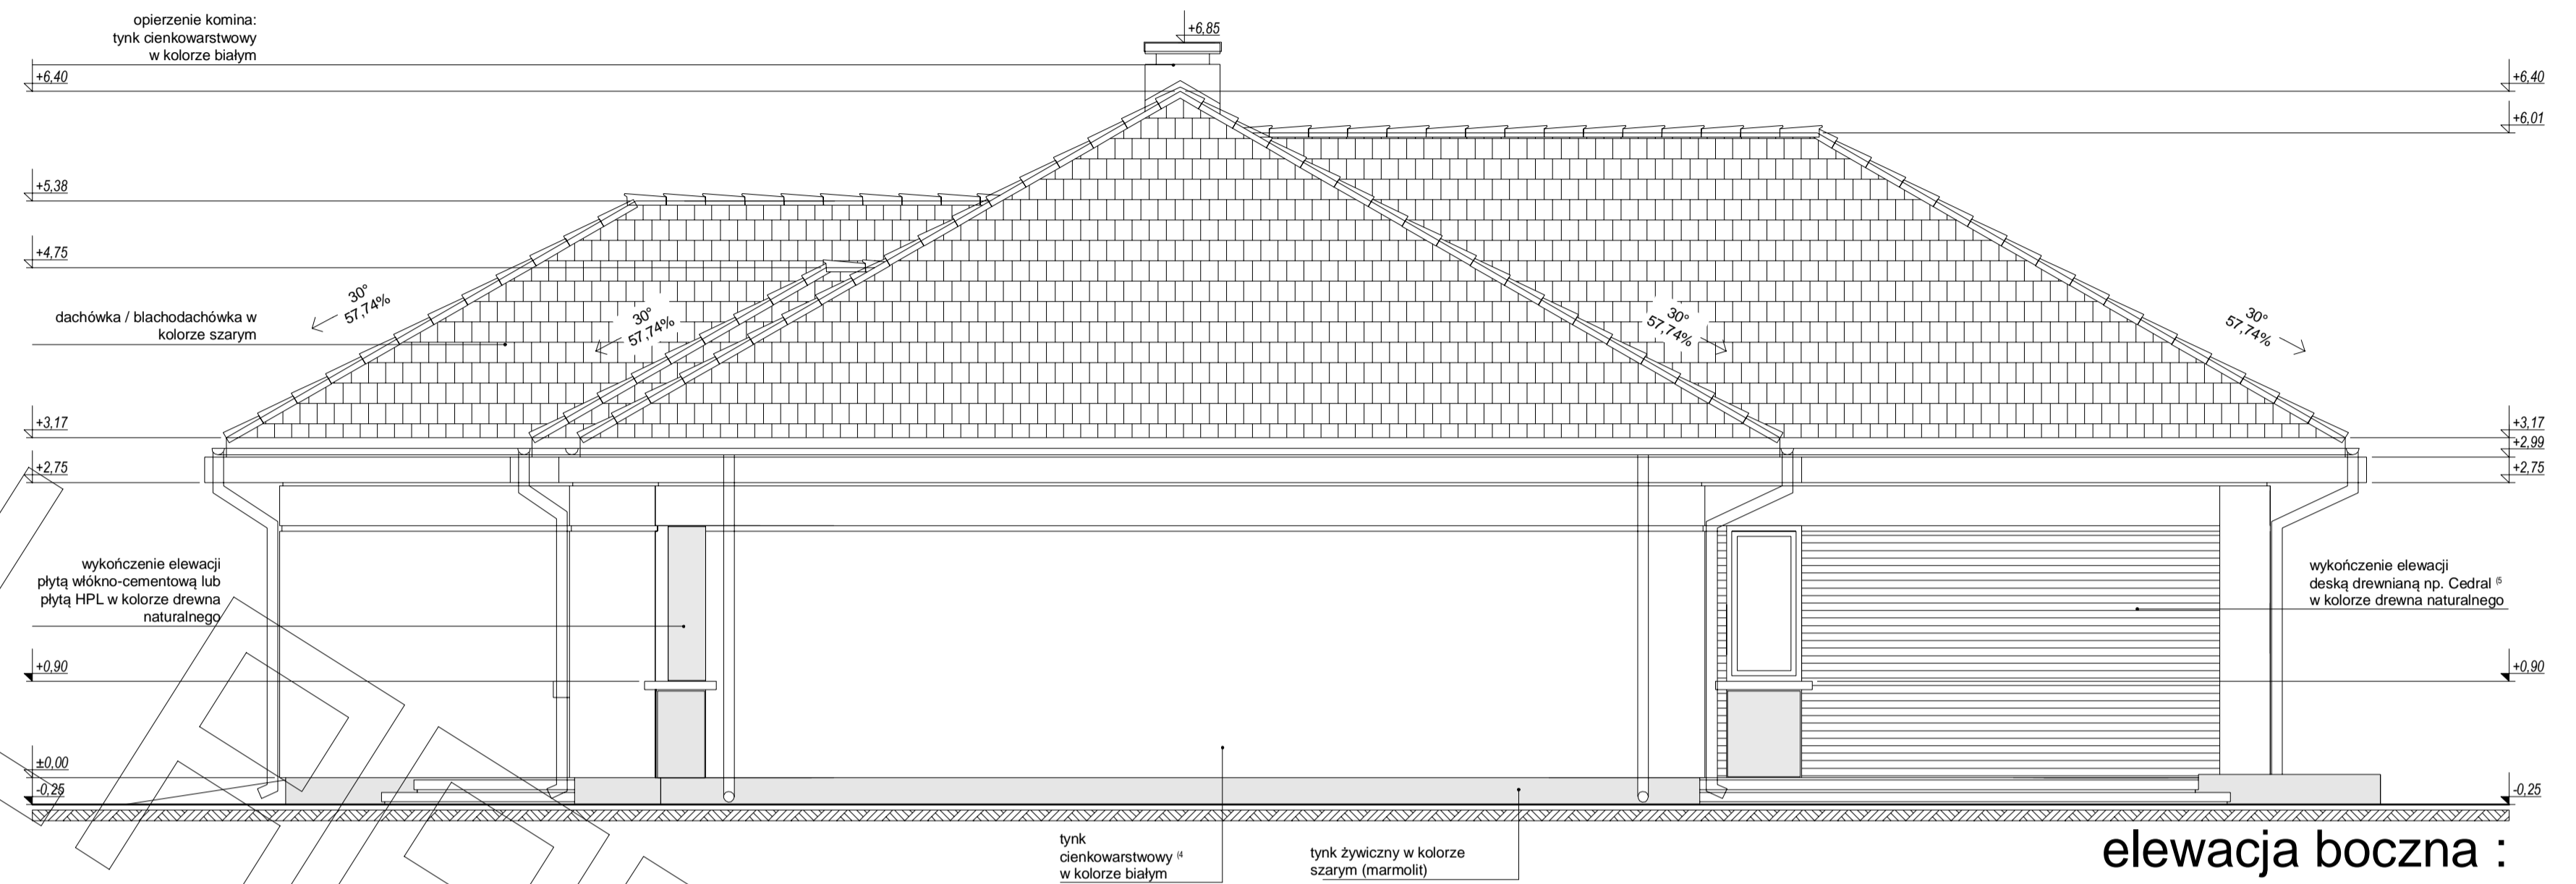 opierzenie komina:
tynk cienkowarstwowy
w kolorze białym
+6,85
+6,40
+6,40
+6,01
+5,38
+4,75
30°
57,74%
30°
57,74%
30°
57,74%
30°
57,74%
dachówka / blachodachówka w
kolorze szarym
+3,17
+3,17
+2,99
+2,75
+2,75
wykończenie elewacji
płytą włókno-cementową lub
płytą HPL w kolorze drewna
naturalnego
wykończenie elewacji
deską drewnianą np. Cedral (5
w kolorze drewna naturalnego
+0,90
+0,90
±0,00
-0,25
-0,25
tynk
cienkowarstwowy (4
w kolorze białym
tynk żywiczny w kolorze
szarym (marmolit)
elewacja boczna :